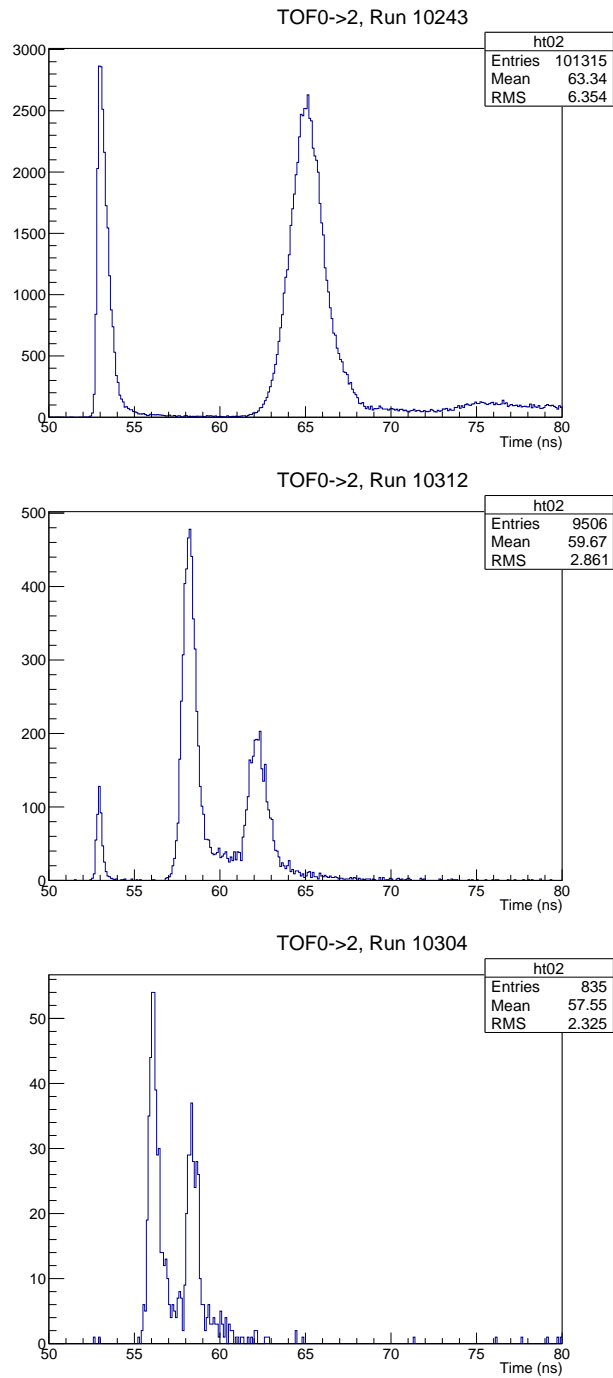 TOF0->2, Run 10243
ht02
Entries 101315
Mean 63.34
RMS 6.354
3000
2500
2000
1500
1000
500
0
50 55 60 65 70 75 80
Time (ns)
TOF0->2, Run 10312
ht02
Entries 9506
Mean 59.67
RMS 2.861
500
400
300
200
100
0
50 55 60 65 70 75 80
Time (ns)
TOF0->2, Run 10304
ht02
Entries 835
Mean 57.55
RMS 2.325
50
40
30
20
10
0
50 55 60 65 70 75 80
Time (ns)